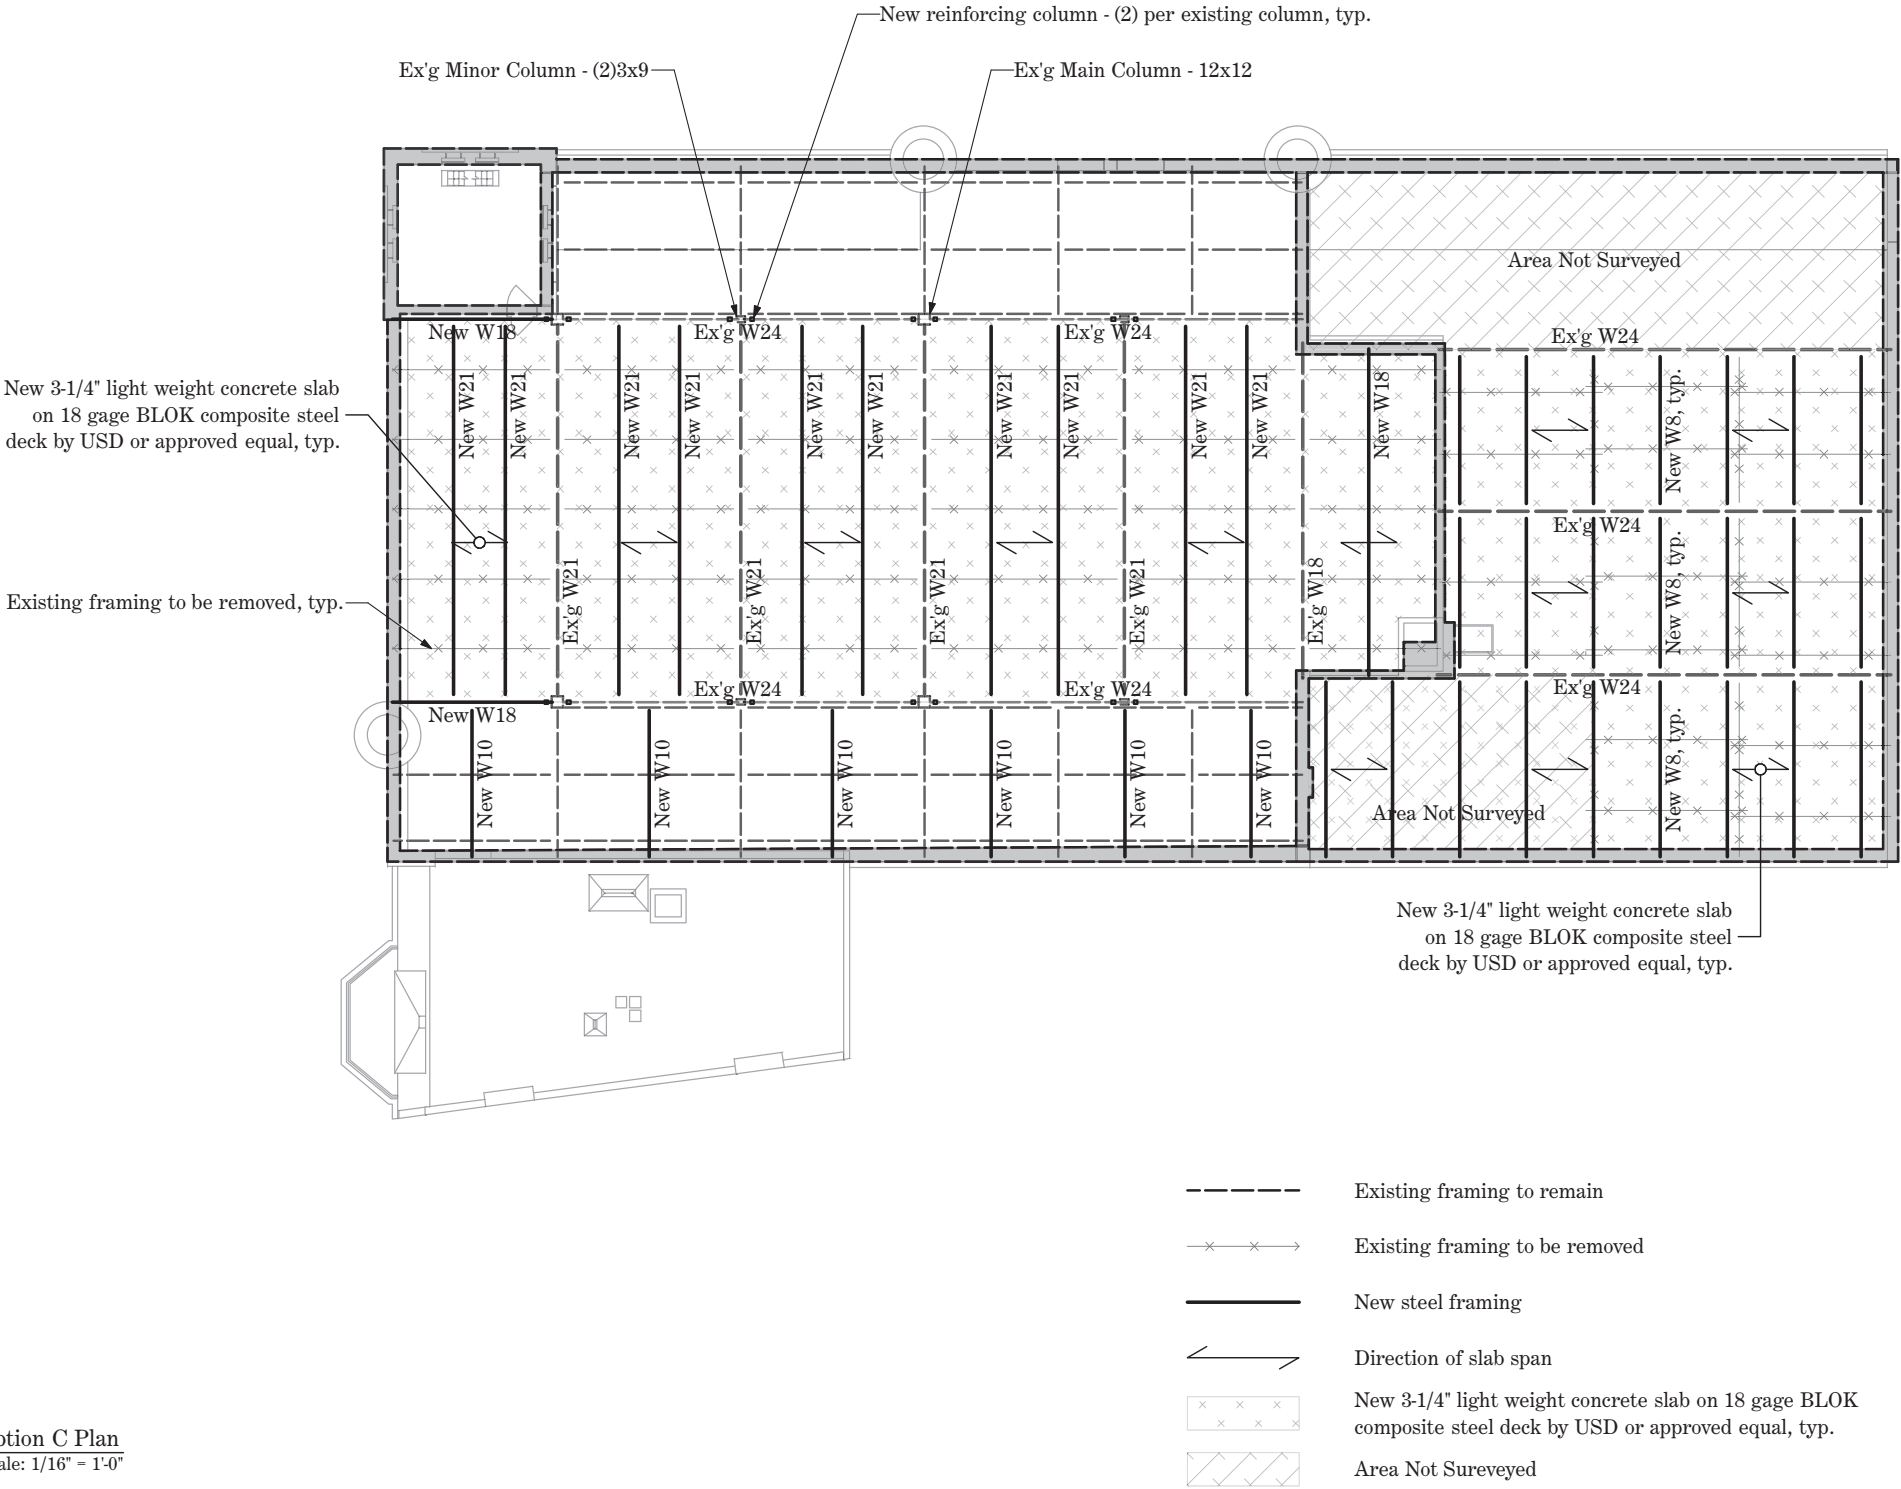 New reinforcing column - (2) per existing column, typ.
Ex'g Minor Column - (2)3x9
Ex'g Main Column - 12x12
Area Not Surveyed
New W18
Ex'g W24
Ex'g W24
Ex'g W24
New 3-1/4" light weight concrete slab
on 18 gage BLOK composite steel
deck by USD or approved equal, typ.
New W21
New W21
New W21
New W21
New W21
New W21
New W21
New W21
New W21
New W21
New W18
New W8, typ.
Ex'g W24
Existing framing to be removed, typ.
Ex'g W21
Ex'g W21
Ex'g W21
Ex'g W21
Ex'g W18
New W8, typ.
Ex'g W24
Ex'g W24
Ex'g W24
New W18
New W10
New W10
New W10
New W10
New W10
New W10
New W8, typ.
Area Not Surveyed
New 3-1/4" light weight concrete slab
on 18 gage BLOK composite steel
deck by USD or approved equal, typ.
Existing framing to remain
Existing framing to be removed
New steel framing
Direction of slab span
New 3-1/4" light weight concrete slab on 18 gage BLOK
composite steel deck by USD or approved equal, typ.
Area Not Sureveyed
ption C Plan
ale: 1/16" = 1'-0"